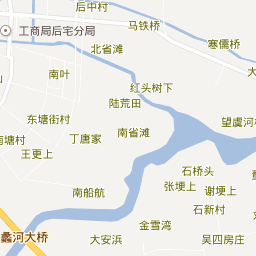 后中村
马铁桥
工商局后宅分局
寒儒桥
北省滩
南叶
红头树下
陆荒田
东塘街村
望虞河
南塘村
丁唐家
南省滩
王更上
石桥头
张埂上
谢埂上
南船舫
石新村
金雪湾
蠡河大桥
大安浜
吴四房庄